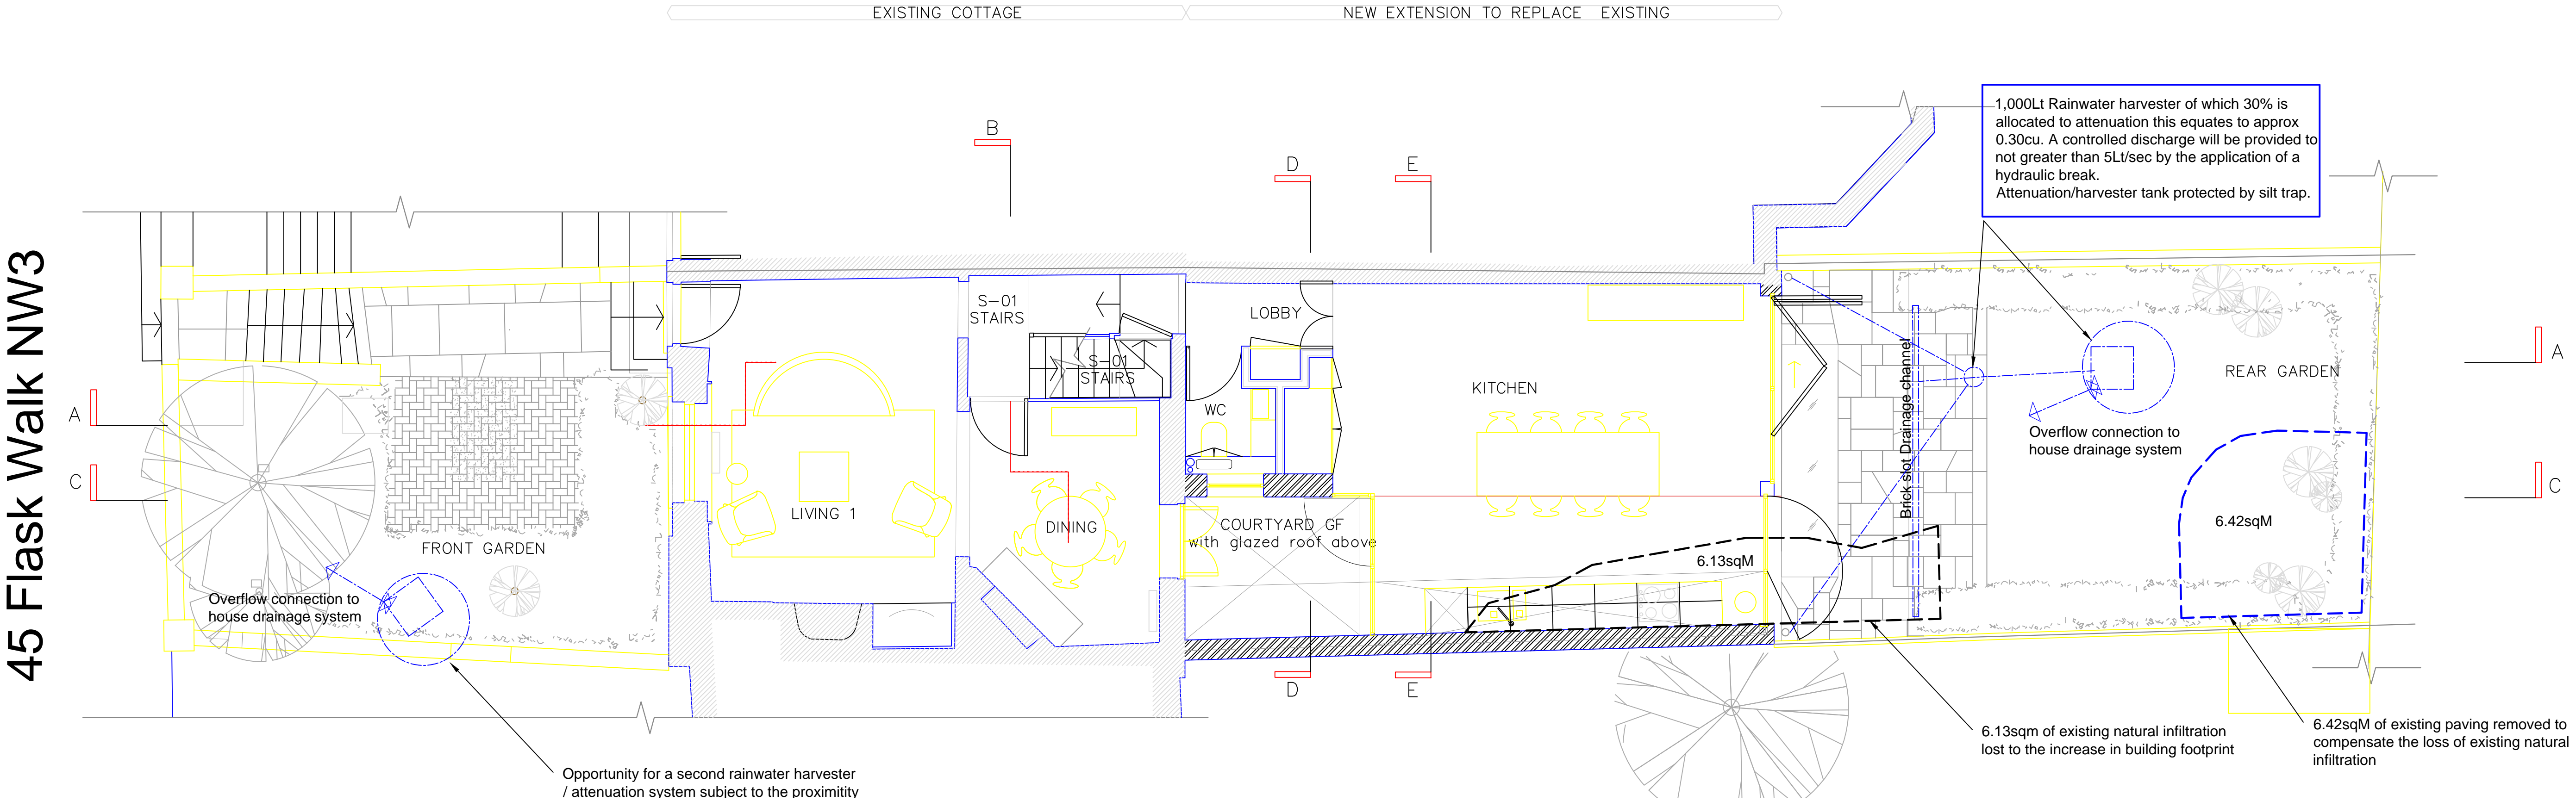 EXISTING COTTAGE
NEW EXTENSION TO REPLACE EXISTING
45 Flask Walk NW3
1,000Lt Rainwater harvester of which 30% is
allocated to attenuation this equates to approx
0.30cu. A controlled discharge will be provided to
not greater than 5Lt/sec by the application of a
hydraulic break.
Attenuation/harvester tank protected by silt trap.
B
D
E
A
C
A
C
D
E
S-01
STAIRS
S-01
STAIRS
LOBBY
WC
KITCHEN
LIVING 1
DINING
COURTYARD GF
with glazed roof above
FRONT GARDEN
Overflow connection to
house drainage system
Brick slot Drainage channel
REAR GARDEN
Overflow connection to
house drainage system
6.42sqM
6.13sqM
6.13sqm of existing natural infiltration
lost to the increase in building footprint
6.42sqM of existing paving removed to
compensate the loss of existing natural
infiltration
Opportunity for a second rainwater harvester
/ attenuation system subject to the proximitity